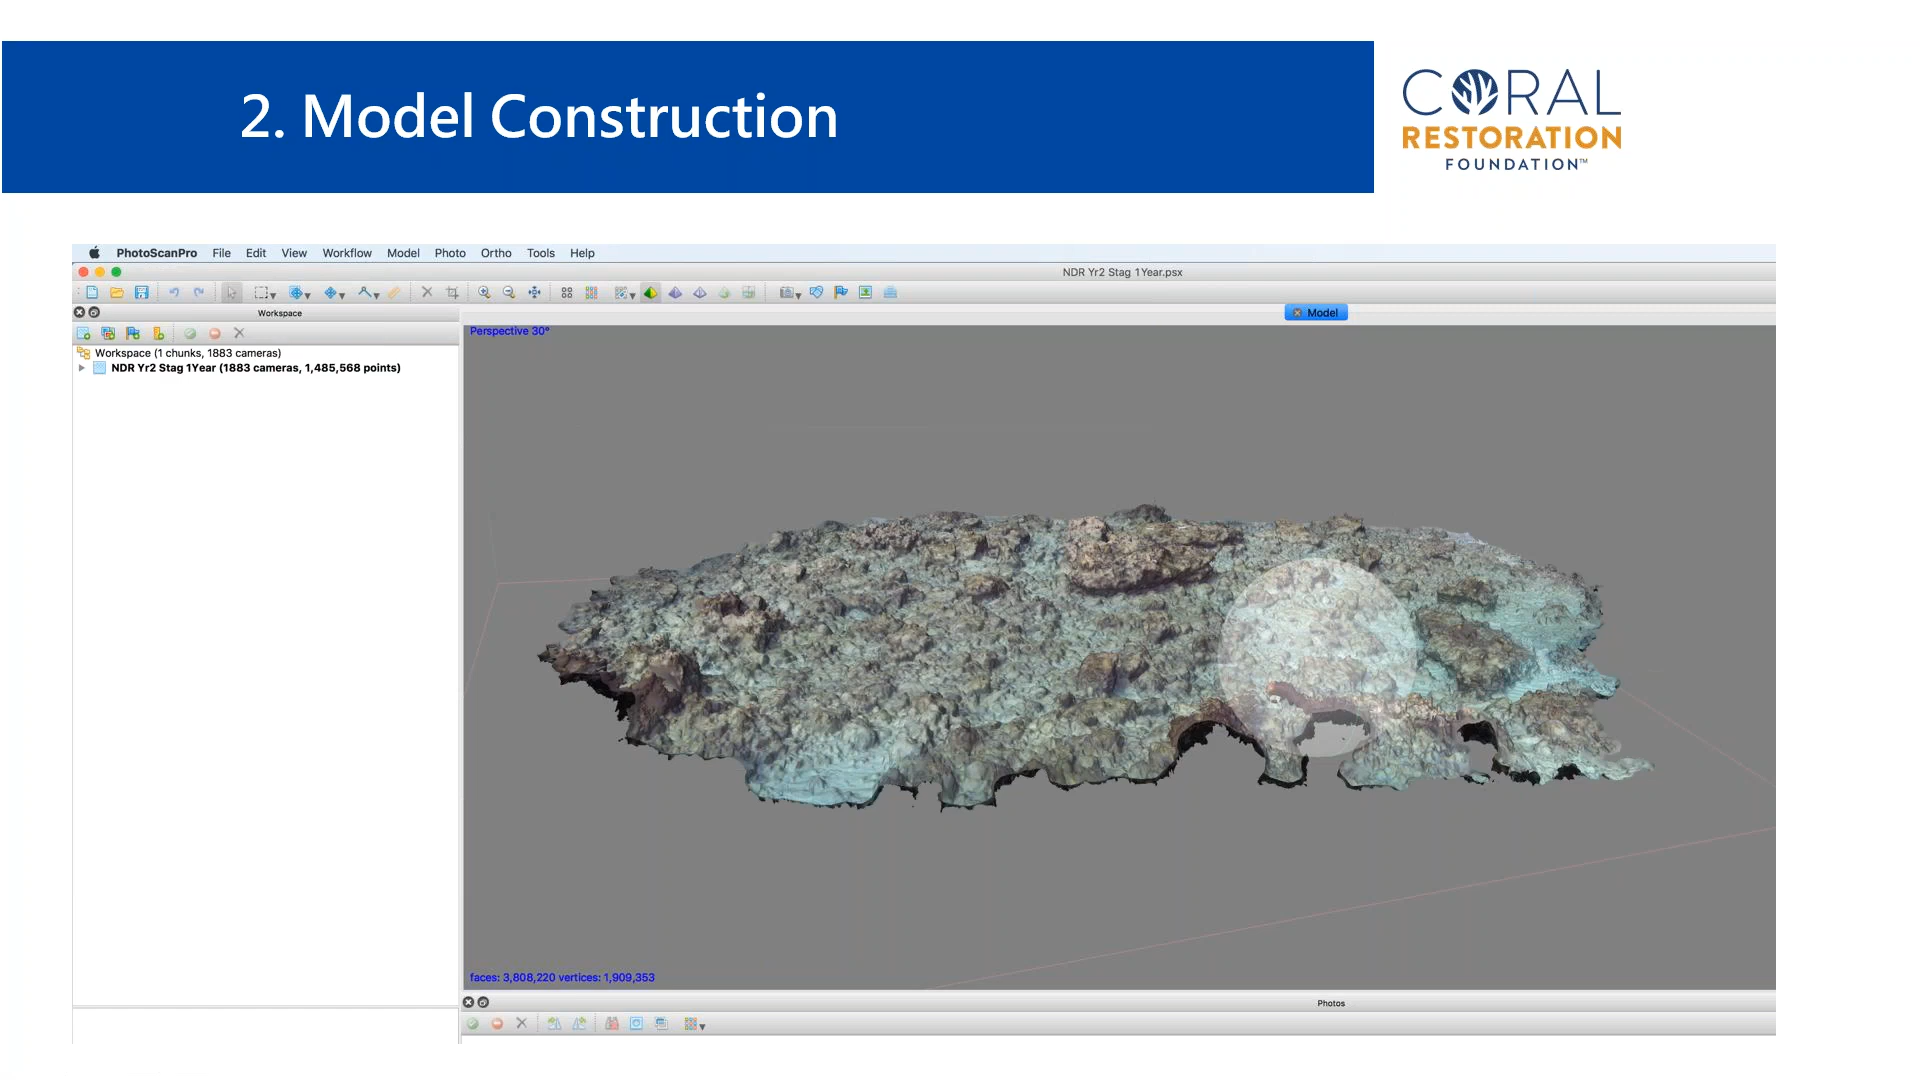 2. Model Construction
CORAL
RESTORATION
FOUNDATION™
PhotoScanPro File Edit View Workflow Model Photo Ortho Tools Help
NDR Yr2 Stag 1Year.psx
Workspace
Model
Perspective 30°
Workspace (1 chunks, 1883 cameras)
NDR Yr2 Stag 1Year (1883 cameras, 1,485,568 points)
faces: 3,808,220 vertices: 1,909,353
Photos